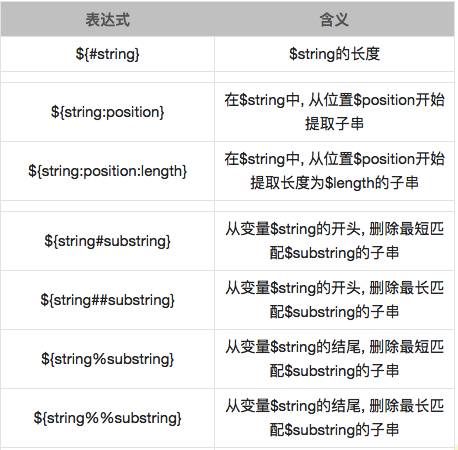 表达式 含义
${#string} $string的长度
${string:position} 在$string中, 从位置$position开始
提取子串
${string:position:length} 在$string中, 从位置$position开始
提取长度为$length的子串
${string#substring} 从变量$string的开头, 删除最短匹
配$substring的子串
${string##substring} 从变量$string的开头, 删除最长匹
配$substring的子串
${string%substring} 从变量$string的结尾, 删除最短匹
配$substring的子串
${string%%substring} 从变量$string的结尾, 删除最长匹
配$substring的子串